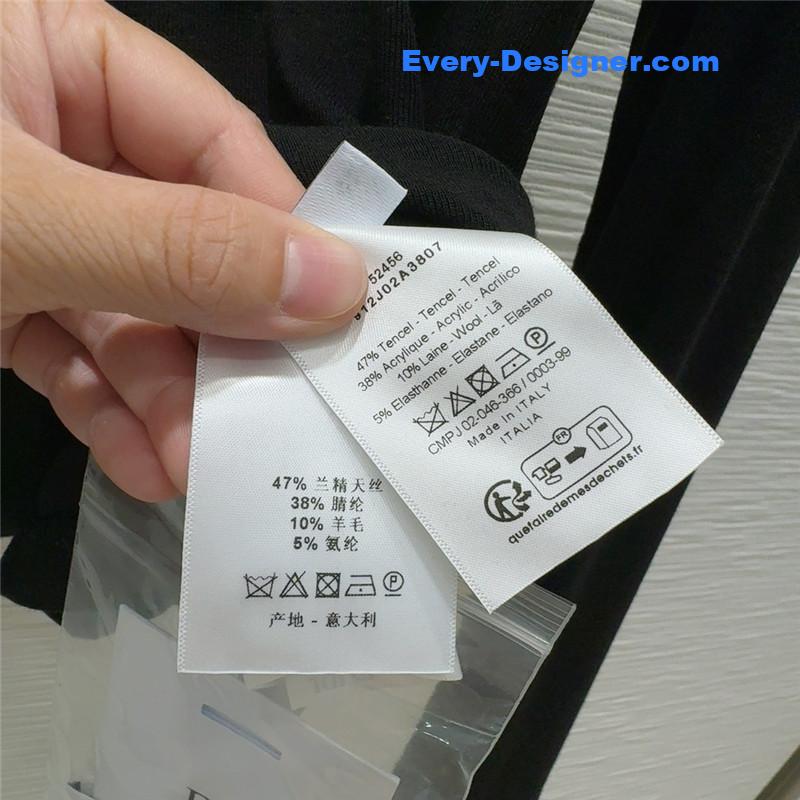 Every-Designer.com
52456
612J02A3807
47% Tencel - Tencel - Tencel
38% Acrylique - Acrylic - Acrilico
10% Laine - Wool - Lã
5% Elasthanne - Elastane - Elastano
P
CMPJ 02-046-366 / 0003-99
Made in ITALY
ITALIA
FR
quefairedemesdechets.fr
47% 兰精天丝
38% 腈纶
10% 羊毛
5% 氨纶
P
产地 - 意大利